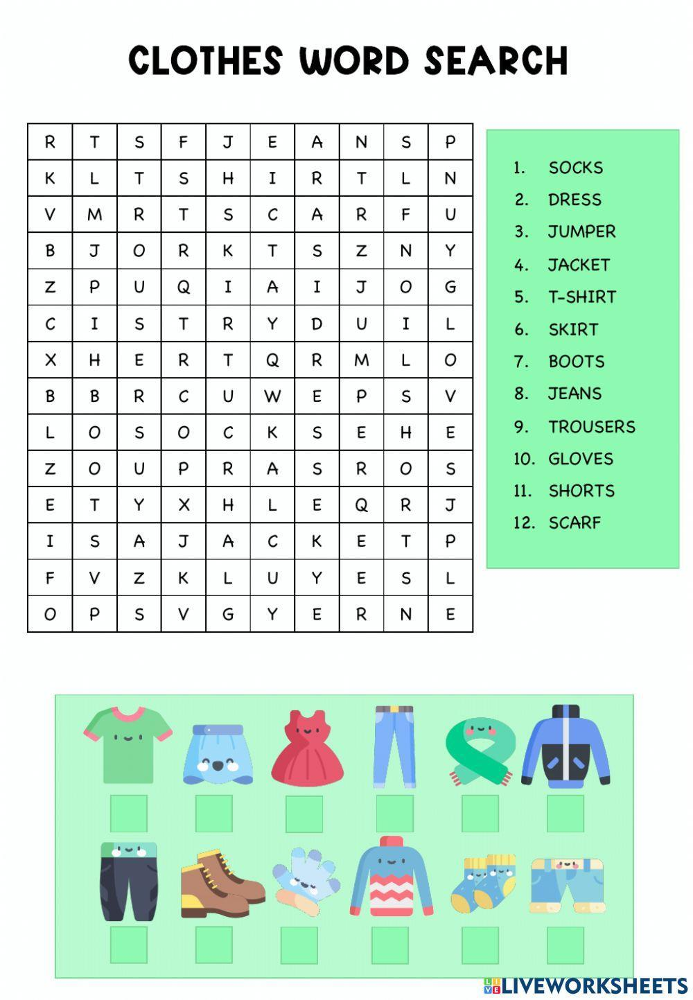 CLOTHES WORD SEARCH
R T S F J E A N S P
K L T S H I R T L N
V M R T S C A R F U
B J O R K T S Z N Y
Z P U Q I A I J O G
C I S T R Y D U I L
X H E R T Q R M L O
B B R C U W E P S V
L O S O C K S E H E
Z O U P R A S R O S
E T Y X H L E Q R J
I S A J A C K E T P
F V Z K L U Y E S L
O P S V G Y E R N E
1. SOCKS
2. DRESS
3. JUMPER
4. JACKET
5. T-SHIRT
6. SKIRT
7. BOOTS
8. JEANS
9. TROUSERS
10. GLOVES
11. SHORTS
12. SCARF
LIVE LIVEWORKSHEETS